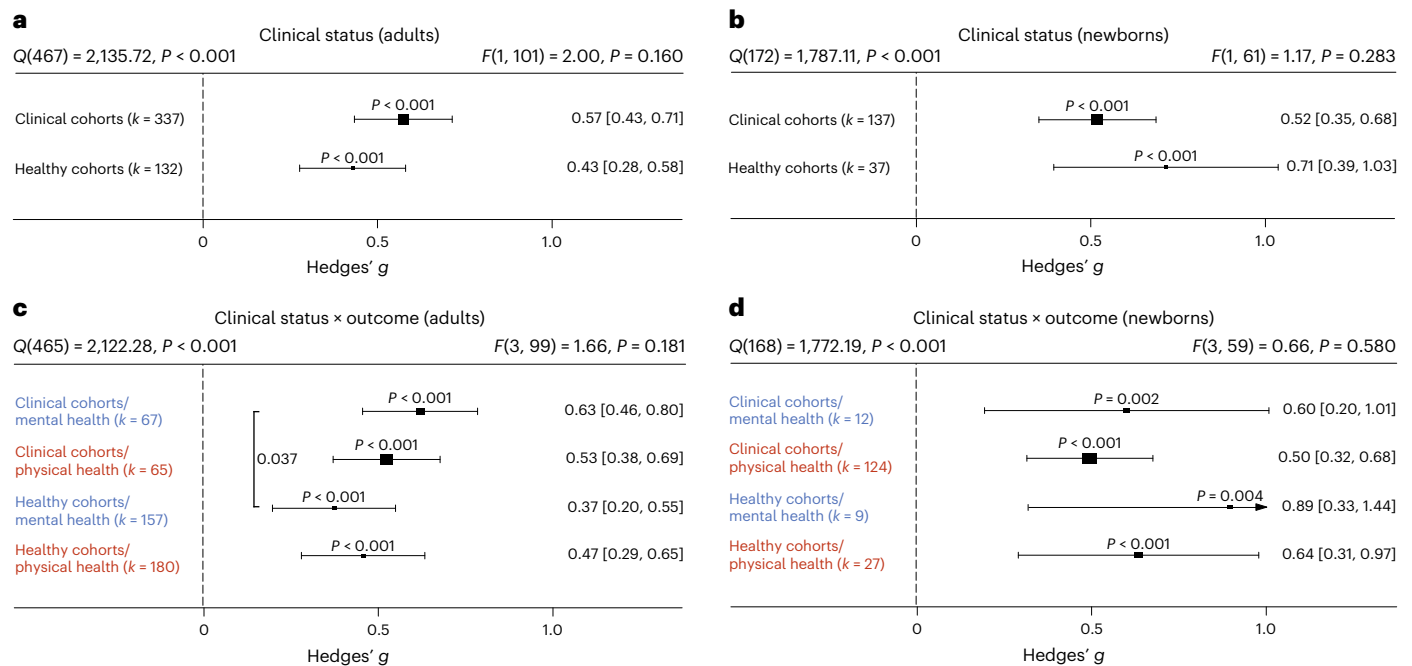 a
Clinical status (adults)
Q(467) = 2,135.72, P < 0.001
F(1, 101) = 2.00, P = 0.160
P < 0.001
Clinical cohorts (k = 337)
0.57 [0.43, 0.71]
P < 0.001
Healthy cohorts (k = 132)
0.43 [0.28, 0.58]
0
0.5
1.0
Hedges’ g
b
Clinical status (newborns)
Q(172) = 1,787.11, P < 0.001
F(1, 61) = 1.17, P = 0.283
P < 0.001
Clinical cohorts (k = 137)
0.52 [0.35, 0.68]
P < 0.001
Healthy cohorts (k = 37)
0.71 [0.39, 1.03]
0
0.5
1.0
Hedges’ g
c
Clinical status × outcome (adults)
Q(465) = 2,122.28, P < 0.001
F(3, 99) = 1.66, P = 0.181
Clinical cohorts/
mental health (k = 67)
P < 0.001
0.63 [0.46, 0.80]
Clinical cohorts/
physical health (k = 65)
P < 0.001
0.53 [0.38, 0.69]
0.037
Healthy cohorts/
mental health (k = 157)
P < 0.001
0.37 [0.20, 0.55]
Healthy cohorts/
physical health (k = 180)
P < 0.001
0.47 [0.29, 0.65]
0
0.5
1.0
Hedges’ g
d
Clinical status × outcome (newborns)
Q(168) = 1,772.19, P < 0.001
F(3, 59) = 0.66, P = 0.580
Clinical cohorts/
mental health (k = 12)
P = 0.002
0.60 [0.20, 1.01]
Clinical cohorts/
physical health (k = 124)
P < 0.001
0.50 [0.32, 0.68]
Healthy cohorts/
mental health (k = 9)
P = 0.004
0.89 [0.33, 1.44]
Healthy cohorts/
physical health (k = 27)
P < 0.001
0.64 [0.31, 0.97]
0
0.5
1.0
Hedges’ g